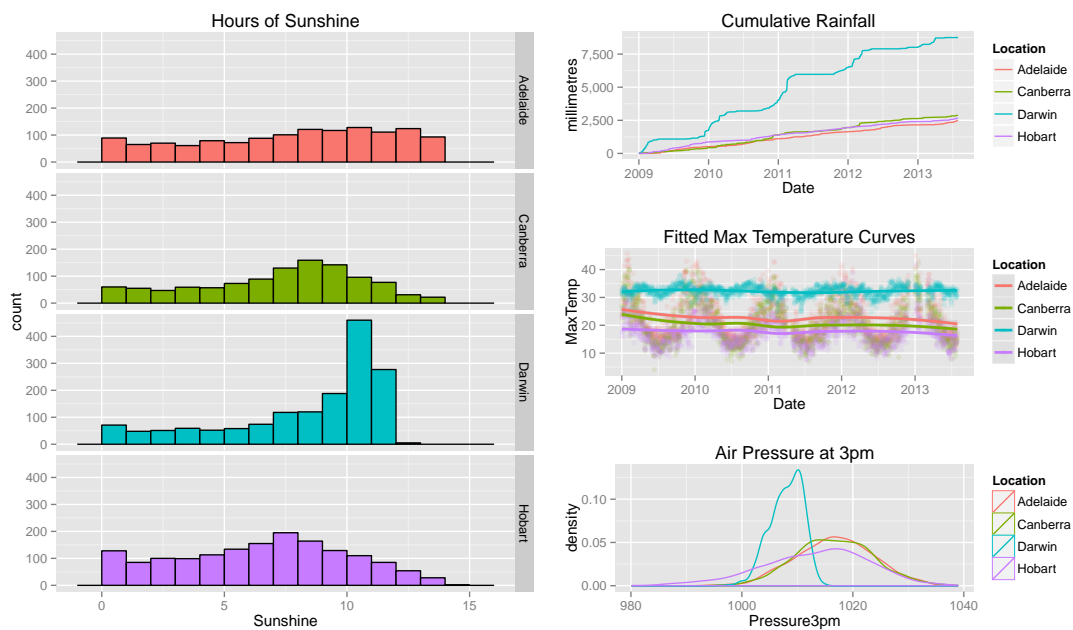 Hours of Sunshine
count
400
300
200
100
0
Adelaide
400
300
200
100
0
Canberra
400
300
200
100
0
Darwin
400
300
200
100
0
Hobart
0 5 10 15
Sunshine
Cumulative Rainfall
millimetres
7,500
5,000
2,500
0
2009 2010 2011 2012 2013
Date
Location
Adelaide
Canberra
Darwin
Hobart
Fitted Max Temperature Curves
MaxTemp
40
30
20
10
2009 2010 2011 2012 2013
Date
Location
Adelaide
Canberra
Darwin
Hobart
Air Pressure at 3pm
density
0.10
0.05
0.00
980 1000 1020 1040
Pressure3pm
Location
Adelaide
Canberra
Darwin
Hobart